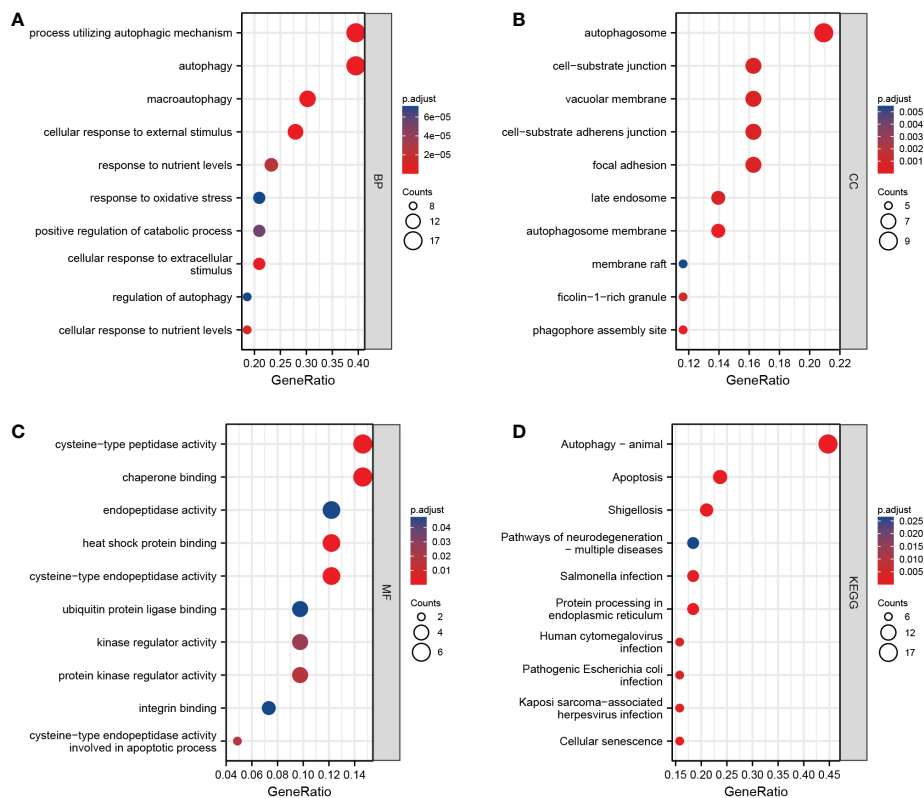 A
process utilizing autophagic mechanism
autophagy
macroautophagy
cellular response to external stimulus
response to nutrient levels
response to oxidative stress
positive regulation of catabolic process
cellular response to extracellular
stimulus
regulation of autophagy
cellular response to nutrient levels
0.20 0.25 0.30 0.35 0.40
GeneRatio
BP
p.adjust
6e−05
4e−05
2e−05
Counts
8
12
17
B
autophagosome
cell−substrate junction
vacuolar membrane
cell−substrate adherens junction
focal adhesion
late endosome
autophagosome membrane
membrane raft
ficolin−1−rich granule
phagophore assembly site
0.12 0.14 0.16 0.18 0.20 0.22
GeneRatio
CC
p.adjust
0.005
0.004
0.003
0.002
0.001
Counts
5
7
9
C
cysteine−type peptidase activity
chaperone binding
endopeptidase activity
heat shock protein binding
cysteine−type endopeptidase activity
ubiquitin protein ligase binding
kinase regulator activity
protein kinase regulator activity
integrin binding
cysteine−type endopeptidase activity
involved in apoptotic process
0.04 0.06 0.08 0.10 0.12 0.14
GeneRatio
MF
p.adjust
0.04
0.03
0.02
0.01
Counts
2
4
6
D
Autophagy − animal
Apoptosis
Shigellosis
Pathways of neurodegeneration
− multiple diseases
Salmonella infection
Protein processing in
endoplasmic reticulum
Human cytomegalovirus
infection
Pathogenic Escherichia coli
infection
Kaposi sarcoma−associated
herpesvirus infection
Cellular senescence
0.15 0.20 0.25 0.30 0.35 0.40 0.45
GeneRatio
KEGG
p.adjust
0.025
0.020
0.015
0.010
0.005
Counts
6
12
17